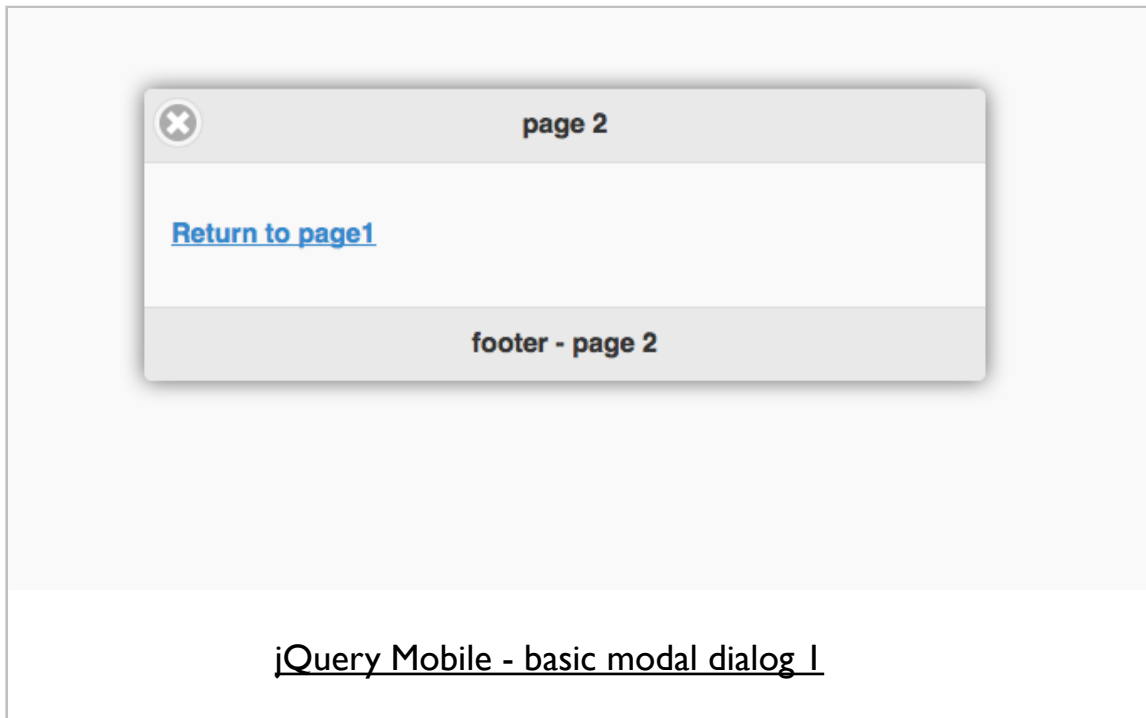 page 2
Return to page1
footer - page 2
jQuery Mobile - basic modal dialog 1